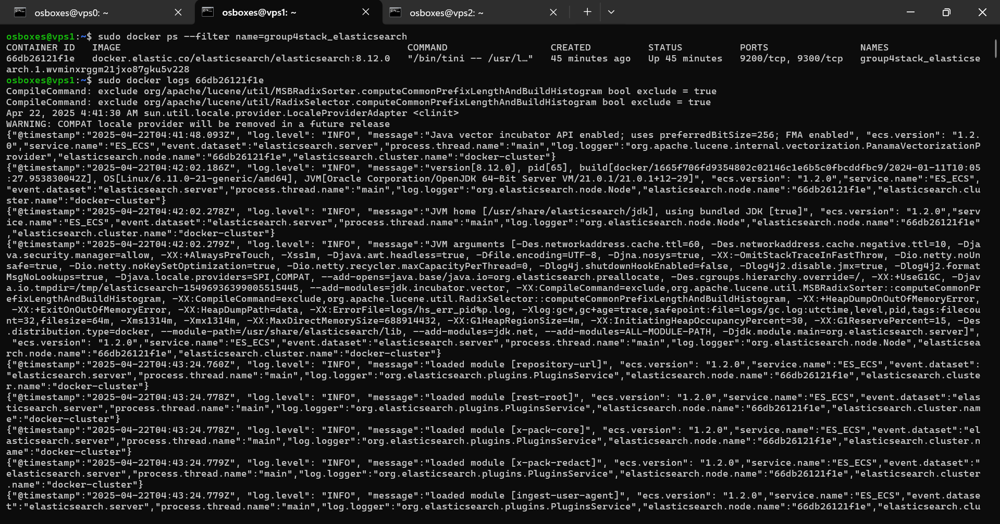 osboxes@vps0: ~
osboxes@vps1: ~
osboxes@vps2: ~
osboxes@vps1:~$ sudo docker ps --filter name=group4stack_elasticsearch
CONTAINER ID   IMAGE                                                  COMMAND                  CREATED          STATUS          PORTS                NAMES
66db26121f1e   docker.elastic.co/elasticsearch/elasticsearch:8.12.0   "/bin/tini -- /usr/l…"   45 minutes ago   Up 45 minutes   9200/tcp, 9300/tcp   group4stack_elasticse
arch.1.wvminxrggm21jxo87gku5v228
osboxes@vps1:~$ sudo docker logs 66db26121f1e
CompileCommand: exclude org/apache/lucene/util/MSBRadixSorter.computeCommonPrefixLengthAndBuildHistogram bool exclude = true
CompileCommand: exclude org/apache/lucene/util/RadixSelector.computeCommonPrefixLengthAndBuildHistogram bool exclude = true
Apr 22, 2025 4:41:30 AM sun.util.locale.provider.LocaleProviderAdapter <clinit>
WARNING: COMPAT locale provider will be removed in a future release
{"@timestamp":"2025-04-22T04:41:48.093Z", "log.level": "INFO", "message":"Java vector incubator API enabled; uses preferredBitSize=256; FMA enabled", "ecs.version": "1.2.
0","service.name":"ES_ECS","event.dataset":"elasticsearch.server","process.thread.name":"main","log.logger":"org.apache.lucene.internal.vectorization.PanamaVectorizationP
rovider","elasticsearch.node.name":"66db26121f1e","elasticsearch.cluster.name":"docker-cluster"}
{"@timestamp":"2025-04-22T04:42:02.186Z", "log.level": "INFO", "message":"version[8.12.0], pid[65], build[docker/1665f706fd9354802c02146c1e6b5c0fbcddfbc9/2024-01-11T10:05
:27.953830042Z], OS[Linux/6.11.0-21-generic/amd64], JVM[Oracle Corporation/OpenJDK 64-Bit Server VM/21.0.1/21.0.1+12-29]", "ecs.version": "1.2.0","service.name":"ES_ECS",
"event.dataset":"elasticsearch.server","process.thread.name":"main","log.logger":"org.elasticsearch.node.Node","elasticsearch.node.name":"66db26121f1e","elasticsearch.clu
ster.name":"docker-cluster"}
{"@timestamp":"2025-04-22T04:42:02.278Z", "log.level": "INFO", "message":"JVM home [/usr/share/elasticsearch/jdk], using bundled JDK [true]", "ecs.version": "1.2.0","serv
ice.name":"ES_ECS","event.dataset":"elasticsearch.server","process.thread.name":"main","log.logger":"org.elasticsearch.node.Node","elasticsearch.node.name":"66db26121f1e"
,"elasticsearch.cluster.name":"docker-cluster"}
{"@timestamp":"2025-04-22T04:42:02.279Z", "log.level": "INFO", "message":"JVM arguments [-Des.networkaddress.cache.ttl=60, -Des.networkaddress.cache.negative.ttl=10, -Dja
va.security.manager=allow, -XX:+AlwaysPreTouch, -Xss1m, -Djava.awt.headless=true, -Dfile.encoding=UTF-8, -Djna.nosys=true, -XX:-OmitStackTraceInFastThrow, -Dio.netty.noUn
safe=true, -Dio.netty.noKeySetOptimization=true, -Dio.netty.recycler.maxCapacityPerThread=0, -Dlog4j.shutdownHookEnabled=false, -Dlog4j2.disable.jmx=true, -Dlog4j2.format
MsgNoLookups=true, -Djava.locale.providers=SPI,COMPAT, --add-opens=java.base/java.io=org.elasticsearch.preallocate, -Des.cgroups.hierarchy.override=/, -XX:+UseG1GC, -Djav
a.io.tmpdir=/tmp/elasticsearch-15496936399005515445, --add-modules=jdk.incubator.vector, -XX:CompileCommand=exclude,org.apache.lucene.util.MSBRadixSorter::computeCommonPr
efixLengthAndBuildHistogram, -XX:CompileCommand=exclude,org.apache.lucene.util.RadixSelector::computeCommonPrefixLengthAndBuildHistogram, -XX:+HeapDumpOnOutOfMemoryError,
 -XX:+ExitOnOutOfMemoryError, -XX:HeapDumpPath=data, -XX:ErrorFile=logs/hs_err_pid%p.log, -Xlog:gc*,gc+age=trace,safepoint:file=logs/gc.log:utctime,level,pid,tags:filecou
nt=32,filesize=64m, -Xms1314m, -Xmx1314m, -XX:MaxDirectMemorySize=688914432, -XX:G1HeapRegionSize=4m, -XX:InitiatingHeapOccupancyPercent=30, -XX:G1ReservePercent=15, -Des
.distribution.type=docker, --module-path=/usr/share/elasticsearch/lib, --add-modules=jdk.net, --add-modules=ALL-MODULE-PATH, -Djdk.module.main=org.elasticsearch.server]",
 "ecs.version": "1.2.0","service.name":"ES_ECS","event.dataset":"elasticsearch.server","process.thread.name":"main","log.logger":"org.elasticsearch.node.Node","elasticsea
rch.node.name":"66db26121f1e","elasticsearch.cluster.name":"docker-cluster"}
{"@timestamp":"2025-04-22T04:43:24.760Z", "log.level": "INFO", "message":"loaded module [repository-url]", "ecs.version": "1.2.0","service.name":"ES_ECS","event.dataset":
"elasticsearch.server","process.thread.name":"main","log.logger":"org.elasticsearch.plugins.PluginsService","elasticsearch.node.name":"66db26121f1e","elasticsearch.cluste
r.name":"docker-cluster"}
{"@timestamp":"2025-04-22T04:43:24.778Z", "log.level": "INFO", "message":"loaded module [rest-root]", "ecs.version": "1.2.0","service.name":"ES_ECS","event.dataset":"elas
ticsearch.server","process.thread.name":"main","log.logger":"org.elasticsearch.plugins.PluginsService","elasticsearch.node.name":"66db26121f1e","elasticsearch.cluster.nam
e":"docker-cluster"}
{"@timestamp":"2025-04-22T04:43:24.778Z", "log.level": "INFO", "message":"loaded module [x-pack-core]", "ecs.version": "1.2.0","service.name":"ES_ECS","event.dataset":"el
asticsearch.server","process.thread.name":"main","log.logger":"org.elasticsearch.plugins.PluginsService","elasticsearch.node.name":"66db26121f1e","elasticsearch.cluster.n
ame":"docker-cluster"}
{"@timestamp":"2025-04-22T04:43:24.779Z", "log.level": "INFO", "message":"loaded module [x-pack-redact]", "ecs.version": "1.2.0","service.name":"ES_ECS","event.dataset":"
elasticsearch.server","process.thread.name":"main","log.logger":"org.elasticsearch.plugins.PluginsService","elasticsearch.node.name":"66db26121f1e","elasticsearch.cluster
.name":"docker-cluster"}
{"@timestamp":"2025-04-22T04:43:24.779Z", "log.level": "INFO", "message":"loaded module [ingest-user-agent]", "ecs.version": "1.2.0","service.name":"ES_ECS","event.datase
t":"elasticsearch.server","process.thread.name":"main","log.logger":"org.elasticsearch.plugins.PluginsService","elasticsearch.node.name":"66db26121f1e","elasticsearch.clu